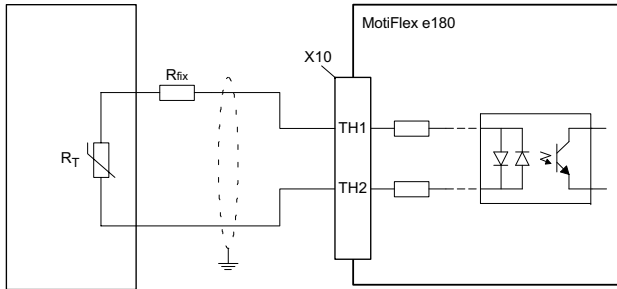 MotiFlex e180
X10
Rfix
TH1
RT
TH2